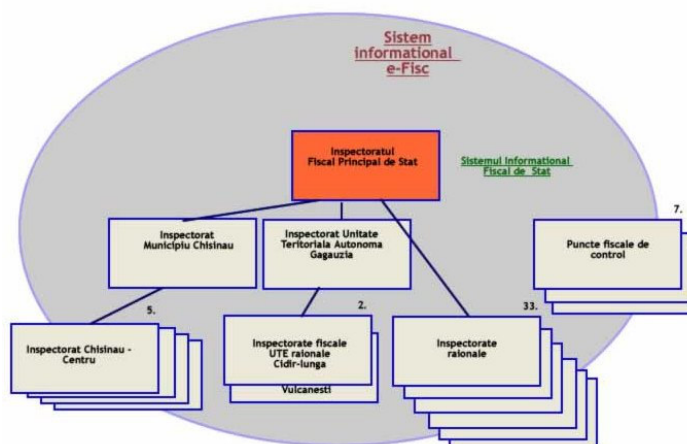 Sistem
informational
e-Fisc
Inspectoratul
Fiscal Principal de Stat
Sistemul Informational
Fiscal de Stat
7.
Inspectorat
Municipiu Chisinau
Inspectorat Unitate
Teritoriala Autonoma
Gagauzia
Puncte fiscale de
control
5.
2.
33.
Inspectorat Chisinau -
Centru
Inspectorate fiscale
UTE raionale
Cidir-lunga
Vulcanesti
Inspectorate
raionale